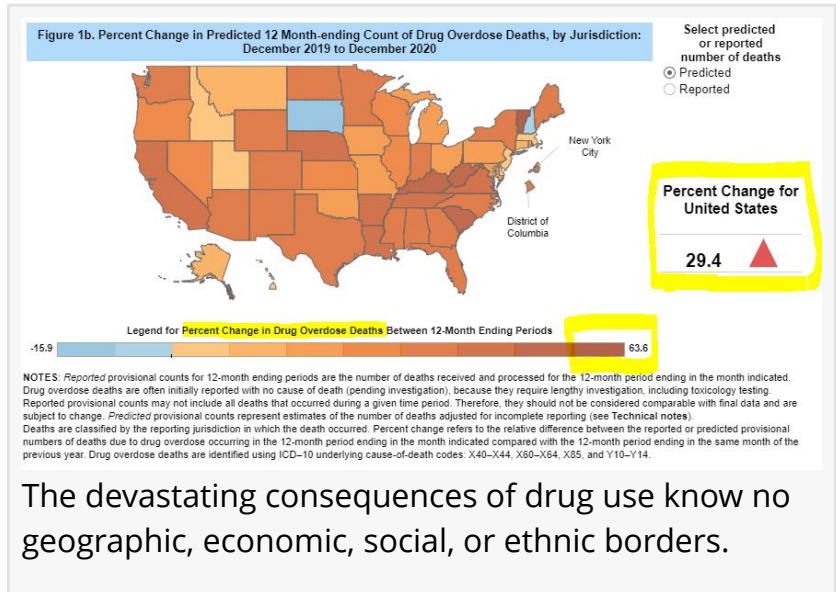 Figure 1b. Percent Change in Predicted 12 Month-ending Count of Drug Overdose Deaths, by Jurisdiction:
December 2019 to December 2020
Select predicted
or reported
number of deaths
Predicted
Reported
New York
City
District of
Columbia
Percent Change for
United States
29.4
Legend for Percent Change in Drug Overdose Deaths Between 12-Month Ending Periods
-15.9
63.6
NOTES: Reported provisional counts for 12-month ending periods are the number of deaths received and processed for the 12-month period ending in the month indicated.
Drug overdose deaths are often initially reported with no cause of death (pending investigation), because they require lengthy investigation, including toxicology testing.
Reported provisional counts may not include all deaths that occurred during a given time period. Therefore, they should not be considered comparable with final data and are
subject to change. Predicted provisional counts represent estimates of the number of deaths adjusted for incomplete reporting (see Technical notes).
Deaths are classified by the reporting jurisdiction in which the death occurred. Percent change refers to the relative difference between the reported or predicted provisional
numbers of deaths due to drug overdose occurring in the 12-month period ending in the month indicated compared with the 12-month period ending in the same month of the
previous year. Drug overdose deaths are identified using ICD–10 underlying cause-of-death codes: X40–X44, X60–X64, X85, and Y10–Y14.
The devastating consequences of drug use know no
geographic, economic, social, or ethnic borders.